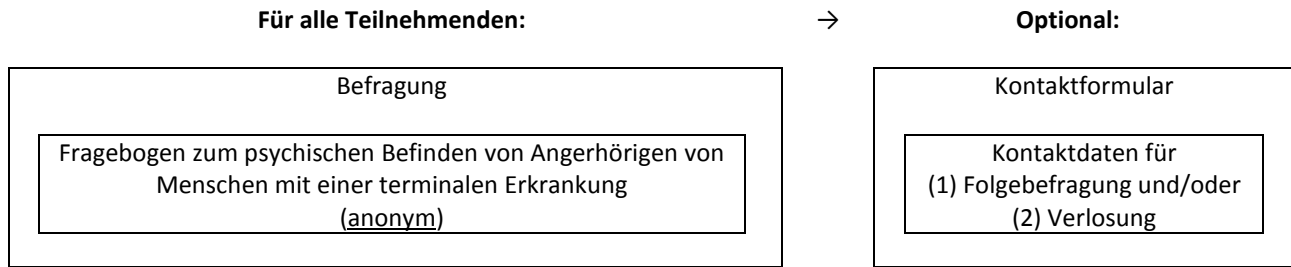 Für alle Teilnehmenden: → Optional:
Befragung
Fragebogen zum psychischen Befinden von Angerhörigen von
Menschen mit einer terminalen Erkrankung
(anonym)
Kontaktformular
Kontaktdaten für
(1) Folgebefragung und/oder
(2) Verlosung